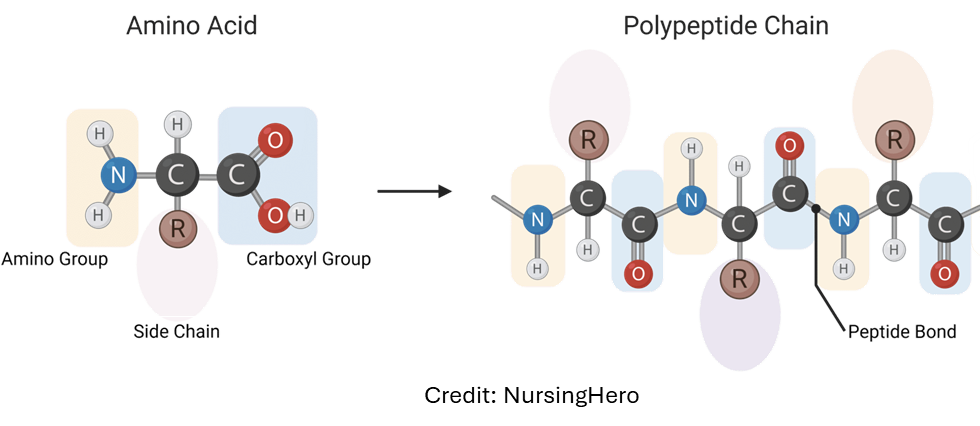 Amino Acid
Polypeptide Chain
H
H
N
C
C
O
H
O
H
R
Amino Group
Carboxyl Group
Side Chain
R
R
H
O
H
N
C
C
N
C
C
N
C
C
H
H
O
R
H
H
O
Peptide Bond
Credit: NursingHero